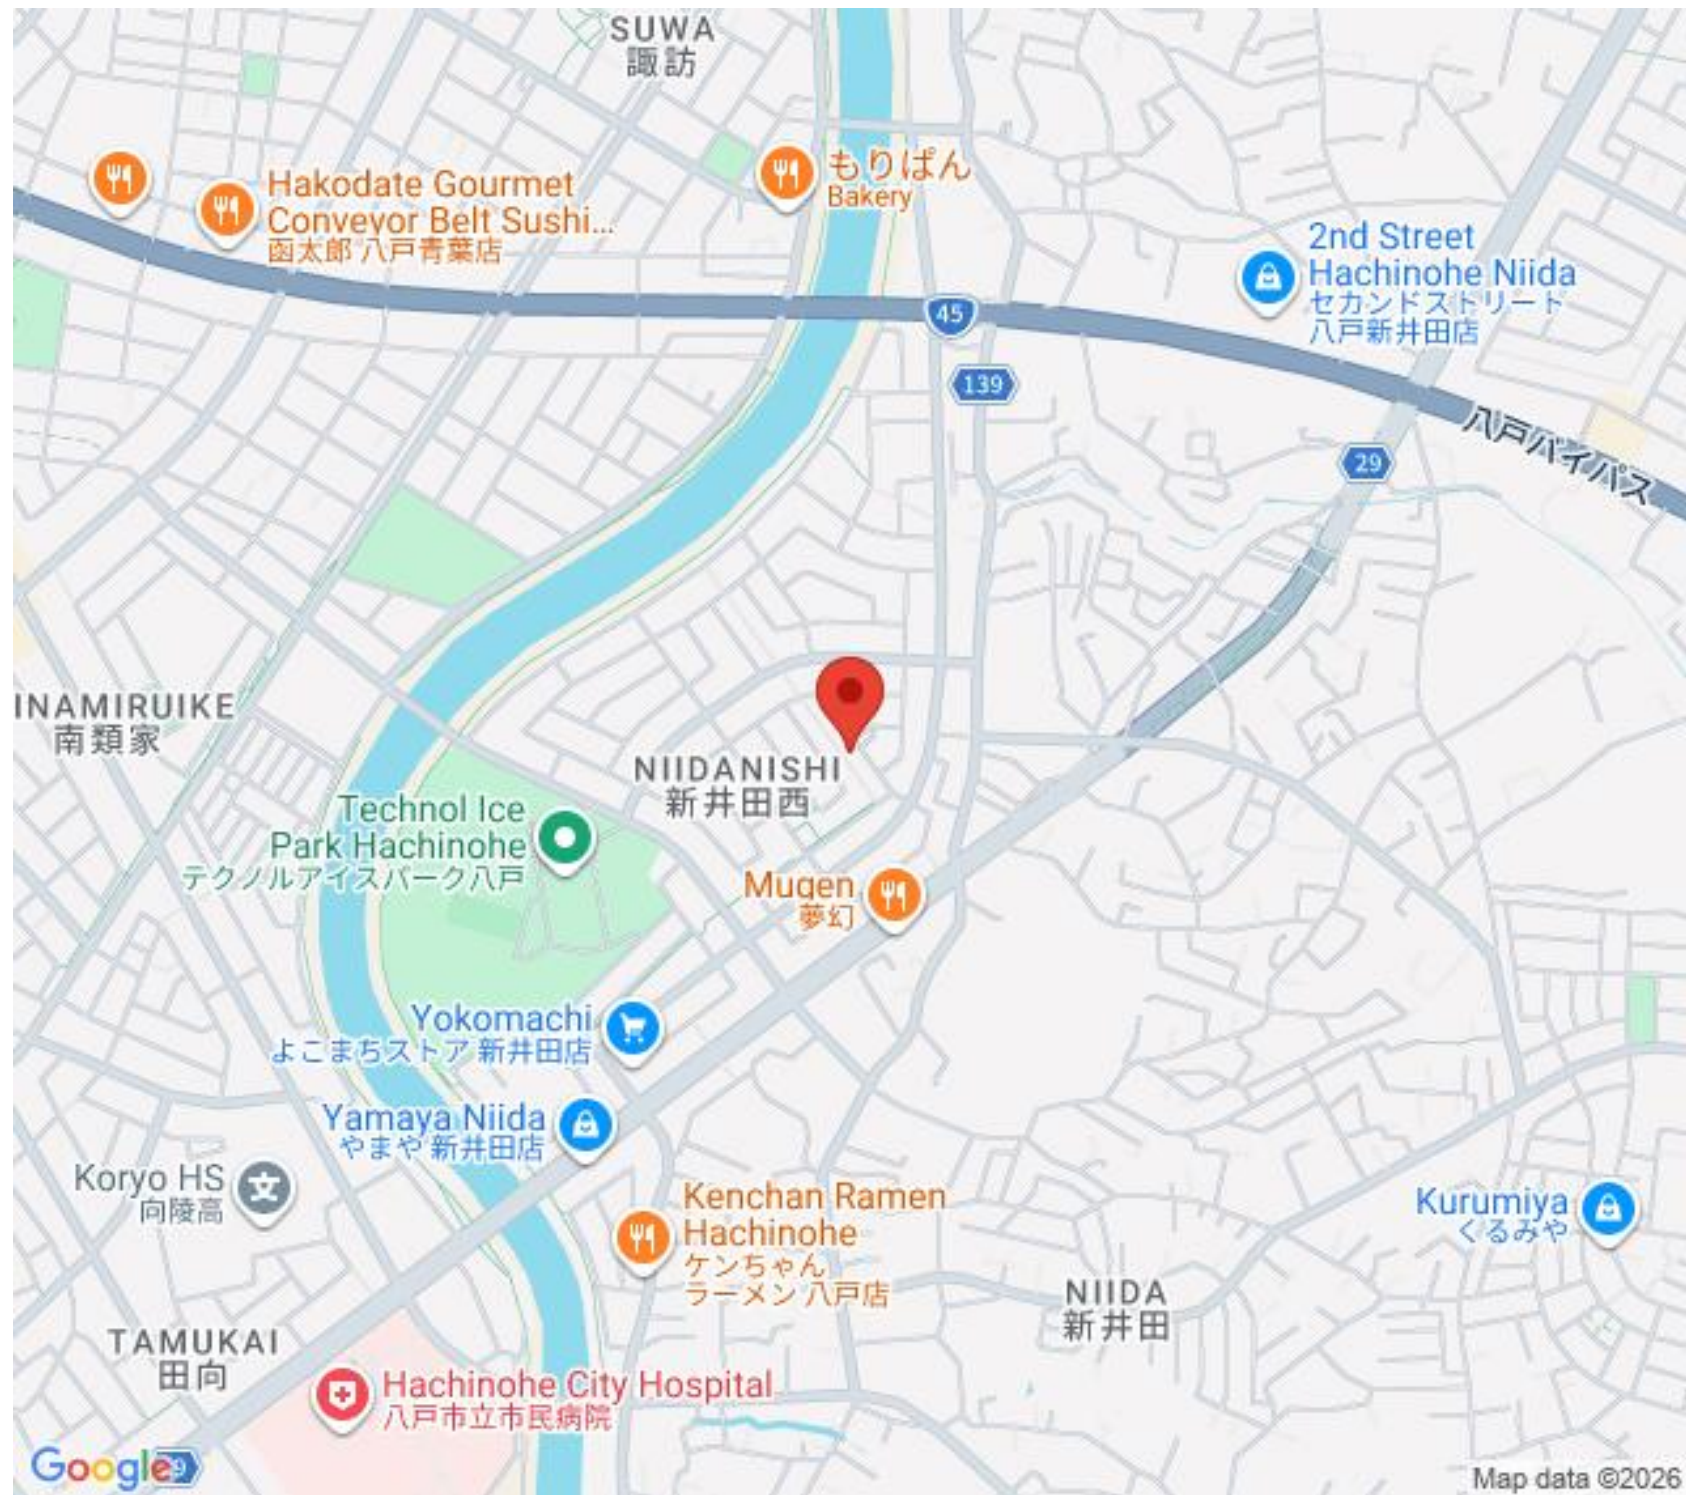 SUWA
諏訪
もりぱん
Bakery
Hakodate Gourmet
Conveyor Belt Sushi...
函太郎 八戸青葉店
2nd Street
Hachinohe Niida
セカンドストリート
八戸新井田店
45
139
八戸バイパス
29
INAMIRUIKE
南類家
NIIDANISHI
新井田西
Technol Ice
Park Hachinohe
テクノルアイスパーク八戸
Mugen
夢幻
Yokomachi
よこまちストア 新井田店
Yamaya Niida
やまや 新井田店
Koryo HS
向陵高
文
Kenchan Ramen
Hachinohe
ケンちゃん
ラーメン 八戸店
Kurumiya
くるみや
NIIDA
新井田
TAMUKAI
田向
Hachinohe City Hospital
八戸市立市民病院
Google
Map data ©2026